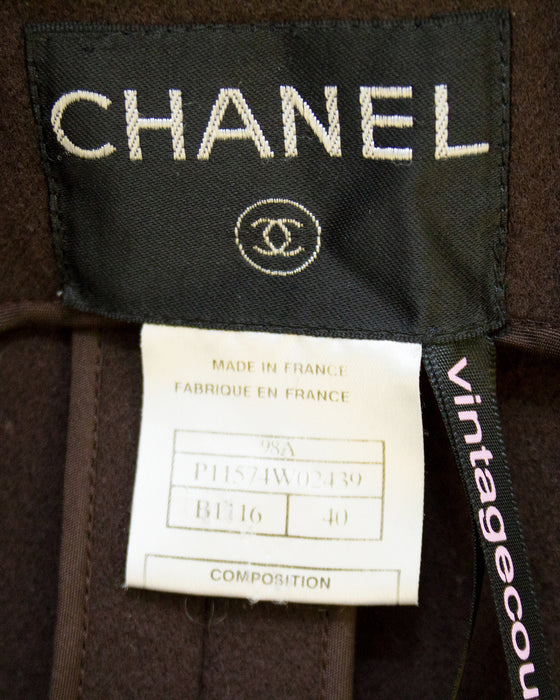 CHANEL
MADE IN FRANCE
FABRIQUE EN FRANCE
98A
P11574W02439
B1116 40
COMPOSITION
vintagecou